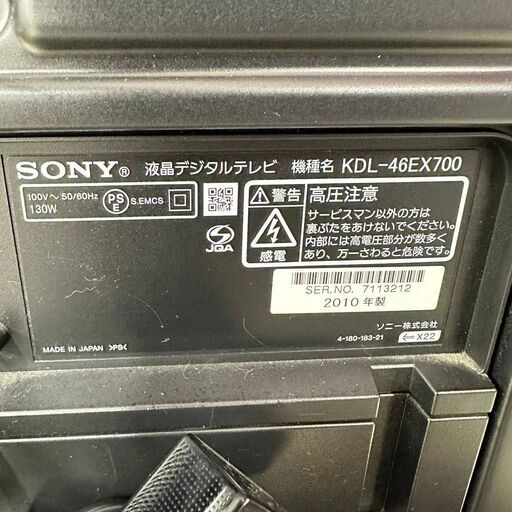 SONY® 液晶デジタルテレビ 機種名 KDL-46EX700
100V～50/60Hz
130W
PS
E
S.EMCS
JQA
警告 高圧注意
感電
サービスマン以外の方は
裏ぶたをあけないでください。
内部には高電圧部分が数多く
あり、万一さわると危険です。
SER.NO. 7113212
2010年製
ソニー株式会社
4-180-183-21
X22
MADE IN JAPAN >PS<